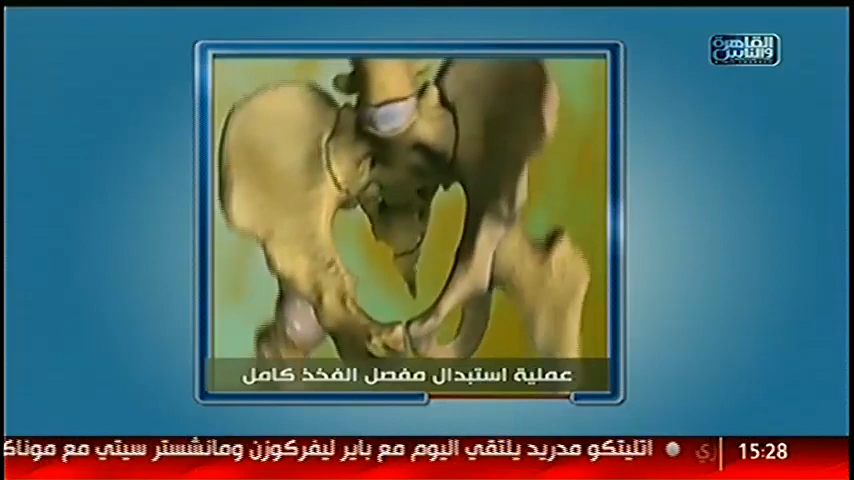 القاهرة
والناس
عملية استبدال مفصل الفخذ كامل
15:28
اتليتكو مدريد يلتقي اليوم مع باير ليفركوزن ومانشستر سيتي مع موناكو